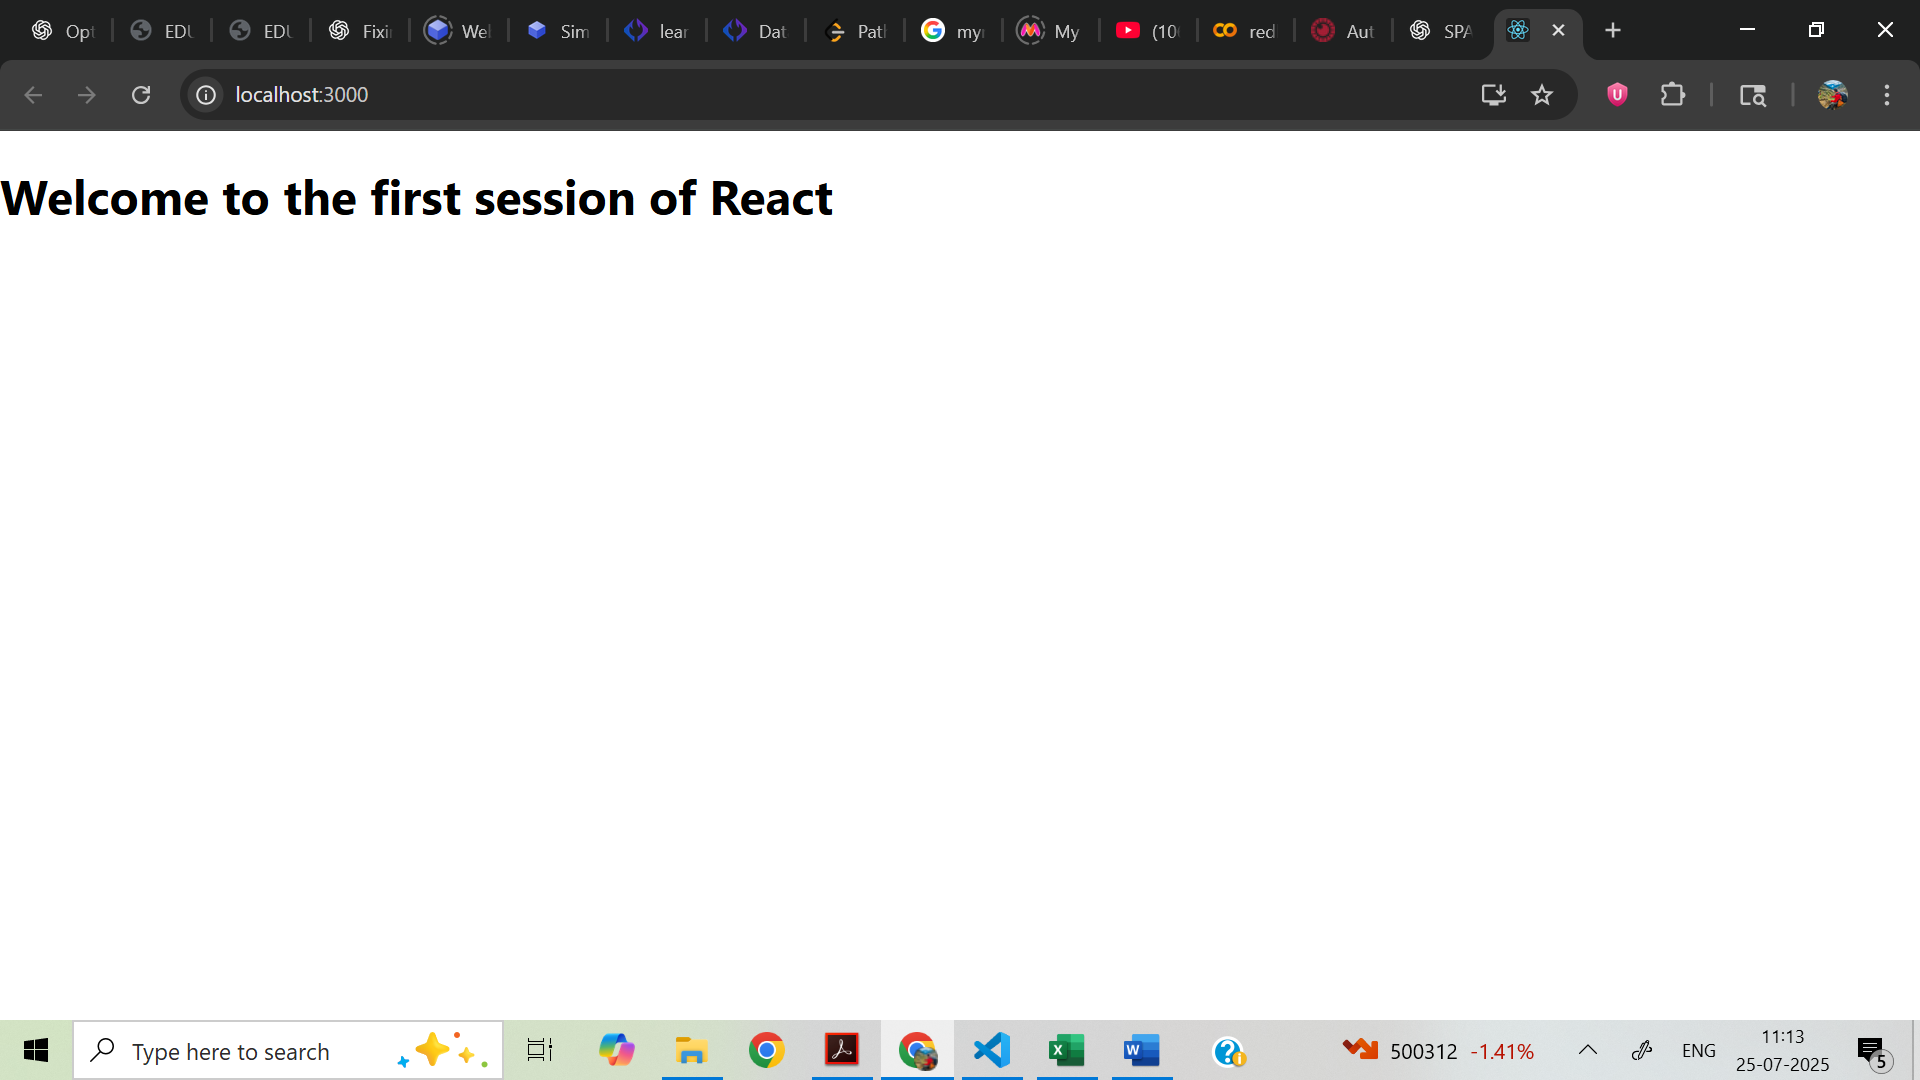 Opt
EDU
EDU
Fixi
Wel
Sim
lear
Dat
Path
my
My
(10
red
Aut
SPA
localhost:3000
Welcome to the first session of React
Type here to search
500312 -1.41%
ENG
11:13
25-07-2025
5